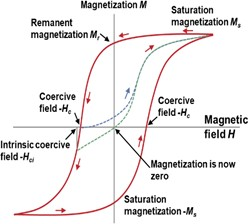 Magnetization M
Remanent
magnetization Mr
Saturation
magnetization Ms
Coercive
field -Hc
Coercive
field -Hc
Magnetic
field H
Intrinsic coercive
field -Hci
Magnetization is now
zero
Saturation
magnetization -Ms